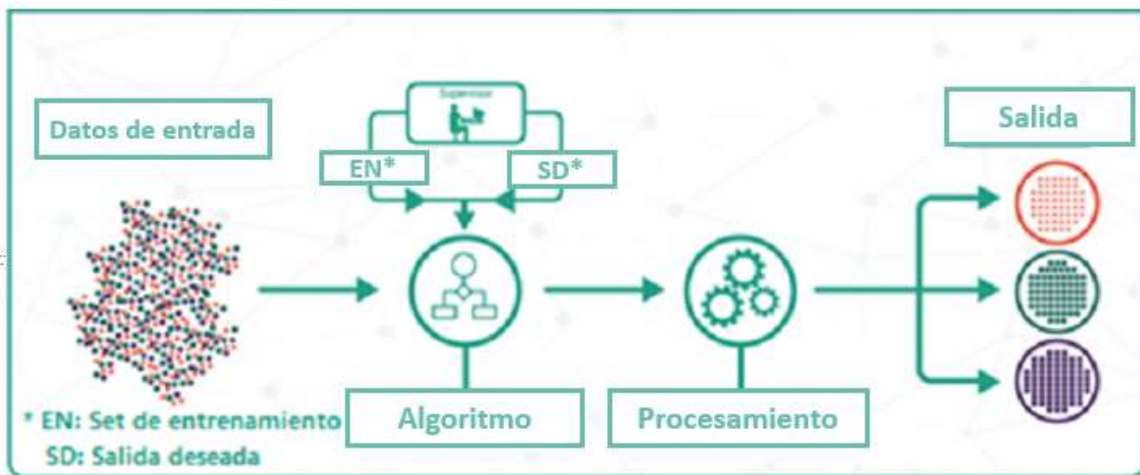 Supervisor
Datos de entrada
Salida
EN*
SD*
Algoritmo
Procesamiento
* EN: Set de entrenamiento
SD: Salida deseada